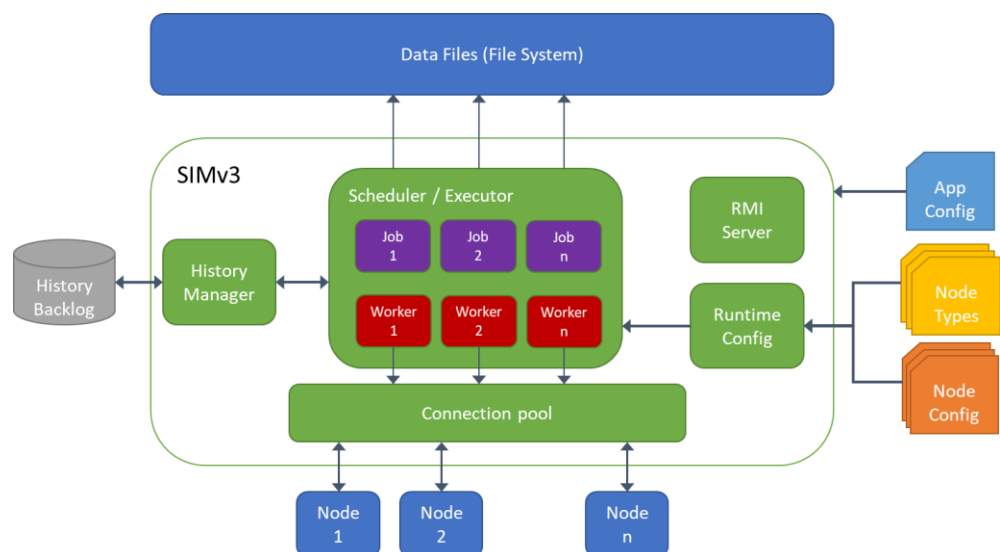 Data Files (File System)
SIMv3
Scheduler / Executor
Job
1
Job
2
Job
n
Worker
1
Worker
2
Worker
n
RMI
Server
App
Config
History
Backlog
History
Manager
Runtime
Config
Node
Types
Node
Config
Connection pool
Node
1
Node
2
Node
n